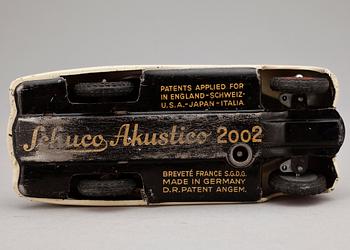 PATENTS APPLIED FOR
IN ENGLAND-SCHWEIZ-
U.S.A.-JAPAN-ITALIA
Schuco Akustico 2002
BREVETÉ FRANCE S.G.D.G.
MADE IN GERMANY
D.R. PATENT ANGEM.